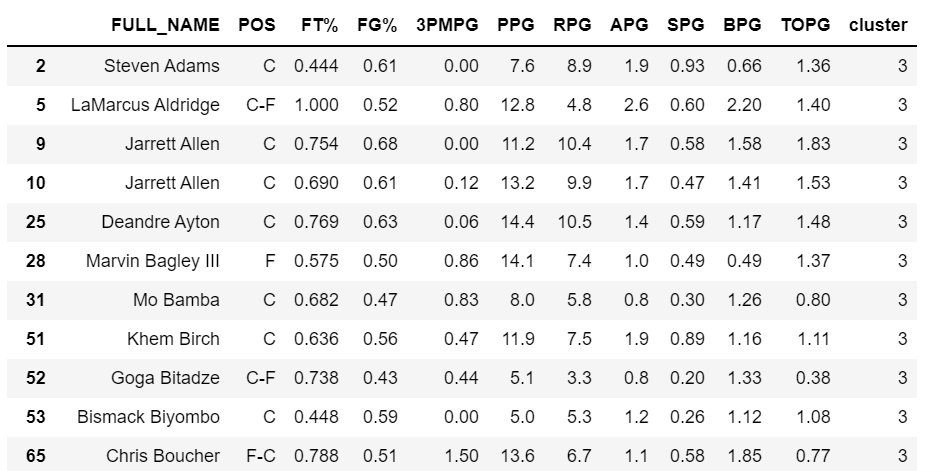 FULL_NAME POS FT% FG% 3PMPG PPG RPG APG SPG BPG TOPG cluster
2 Steven Adams C 0.444 0.61 0.00 7.6 8.9 1.9 0.93 0.66 1.36 3
5 LaMarcus Aldridge C-F 1.000 0.52 0.80 12.8 4.8 2.6 0.60 2.20 1.40 3
9 Jarrett Allen C 0.754 0.68 0.00 11.2 10.4 1.7 0.58 1.58 1.83 3
10 Jarrett Allen C 0.690 0.61 0.12 13.2 9.9 1.7 0.47 1.41 1.53 3
25 Deandre Ayton C 0.769 0.63 0.06 14.4 10.5 1.4 0.59 1.17 1.48 3
28 Marvin Bagley III F 0.575 0.50 0.86 14.1 7.4 1.0 0.49 0.49 1.37 3
31 Mo Bamba C 0.682 0.47 0.83 8.0 5.8 0.8 0.30 1.26 0.80 3
51 Khem Birch C 0.636 0.56 0.47 11.9 7.5 1.9 0.89 1.16 1.11 3
52 Goga Bitadze C-F 0.738 0.43 0.44 5.1 3.3 0.8 0.20 1.33 0.38 3
53 Bismack Biyombo C 0.448 0.59 0.00 5.0 5.3 1.2 0.26 1.12 1.08 3
65 Chris Boucher F-C 0.788 0.51 1.50 13.6 6.7 1.1 0.58 1.85 0.77 3